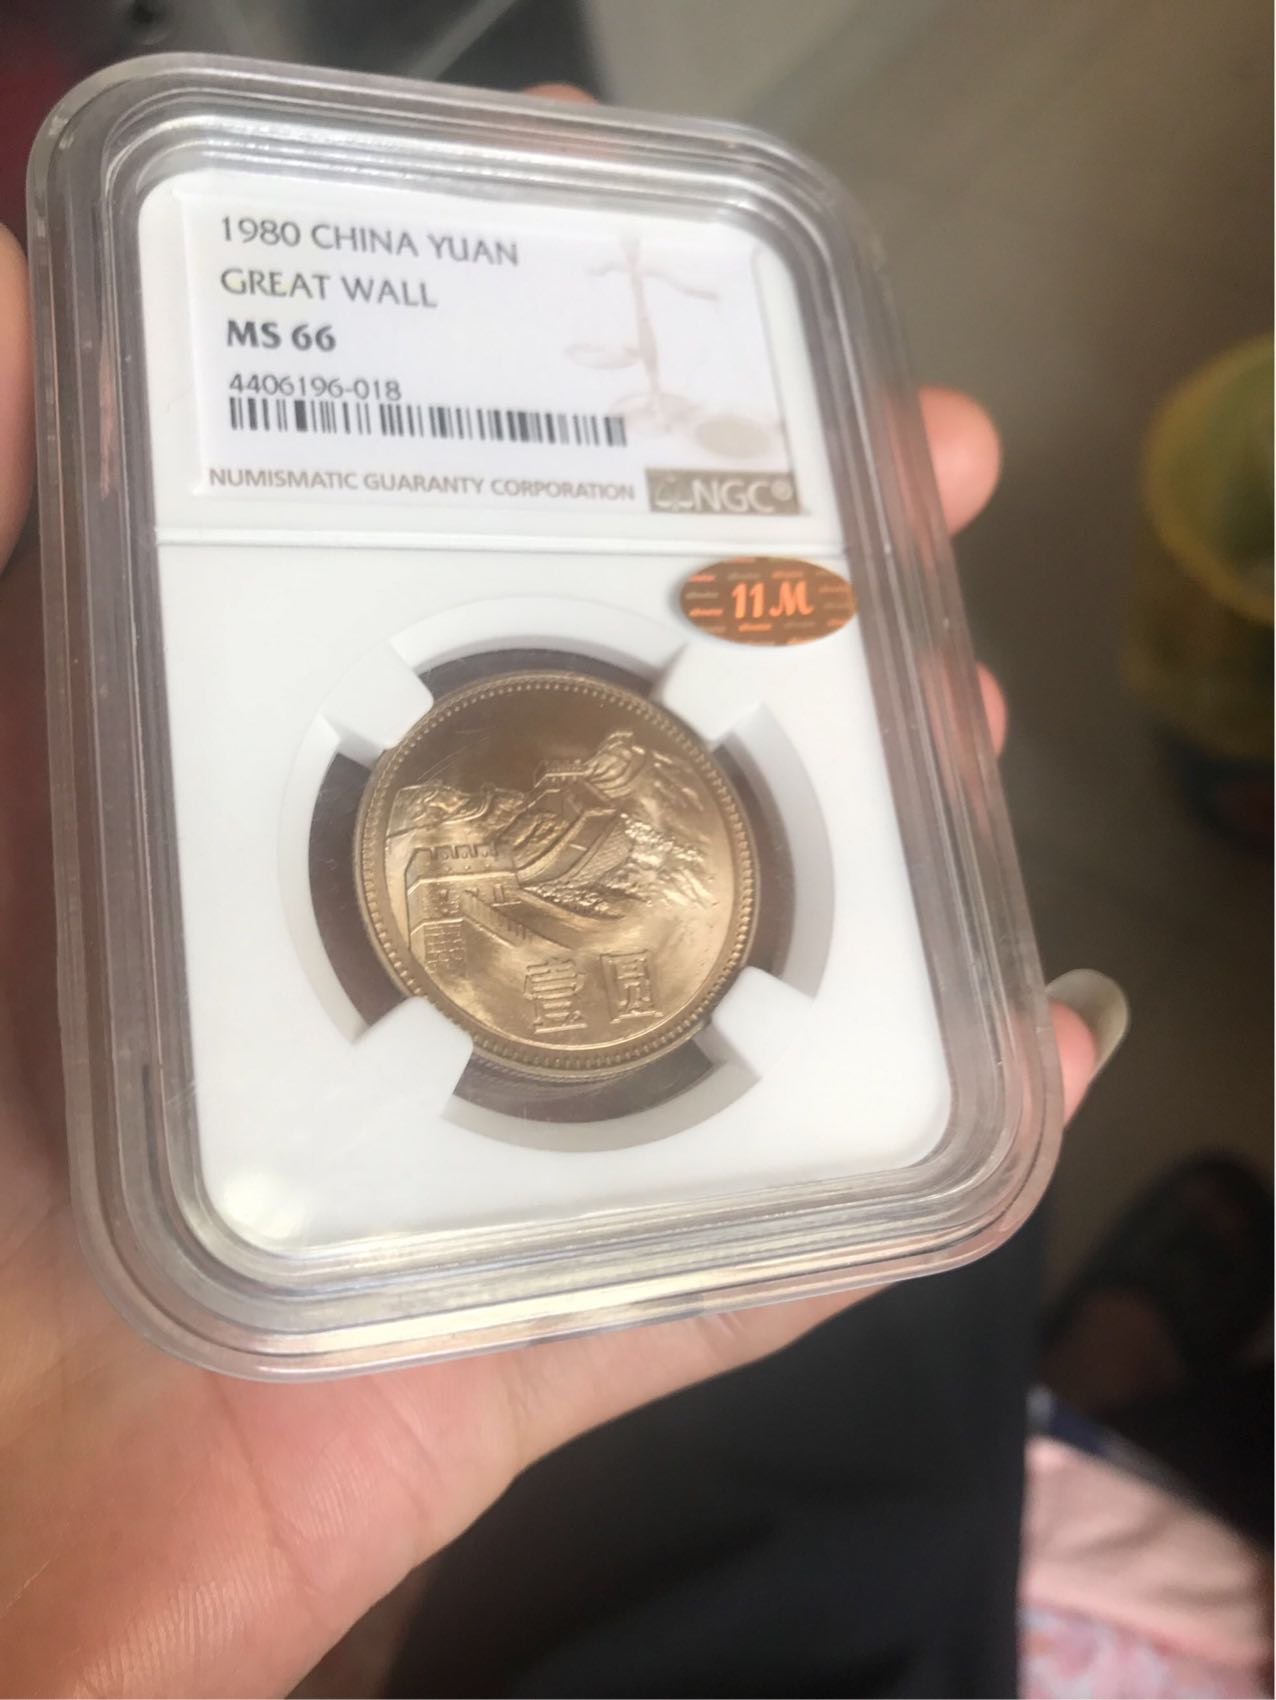 1980 CHINA YUAN
GREAT WALL
MS 66
4406196-018
NUMISMATIC GUARANTY CORPORATION
NGC®
11M
壹圆